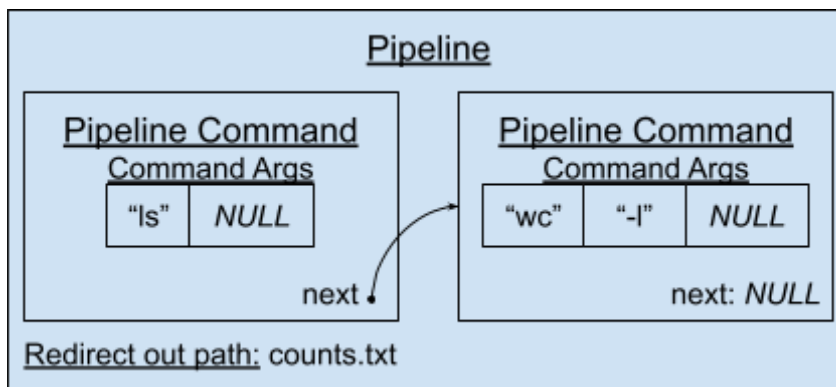 Pipeline
Pipeline Command
Command Args
“ls” NULL
next
Pipeline Command
Command Args
“wc” “-l” NULL
next: NULL
Redirect out path: counts.txt